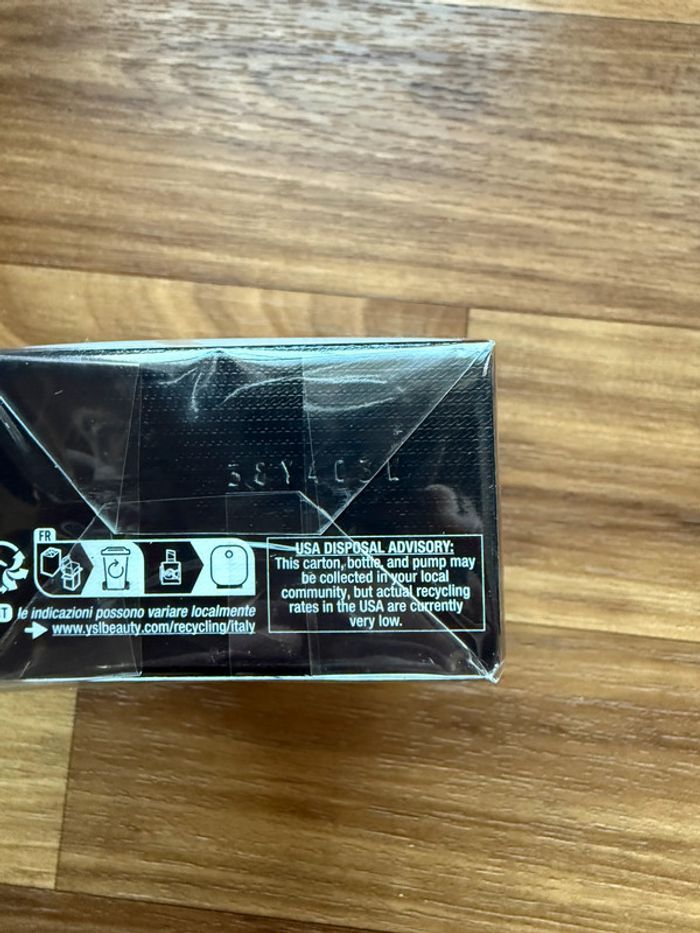 FR
USA DISPOSAL ADVISORY:
This carton, bottle, and pump may
be collected in your local
community, but actual recycling
rates in the USA are currently
very low.
le indicazioni possono variare localmente
www.yslbeauty.com/recycling/italy